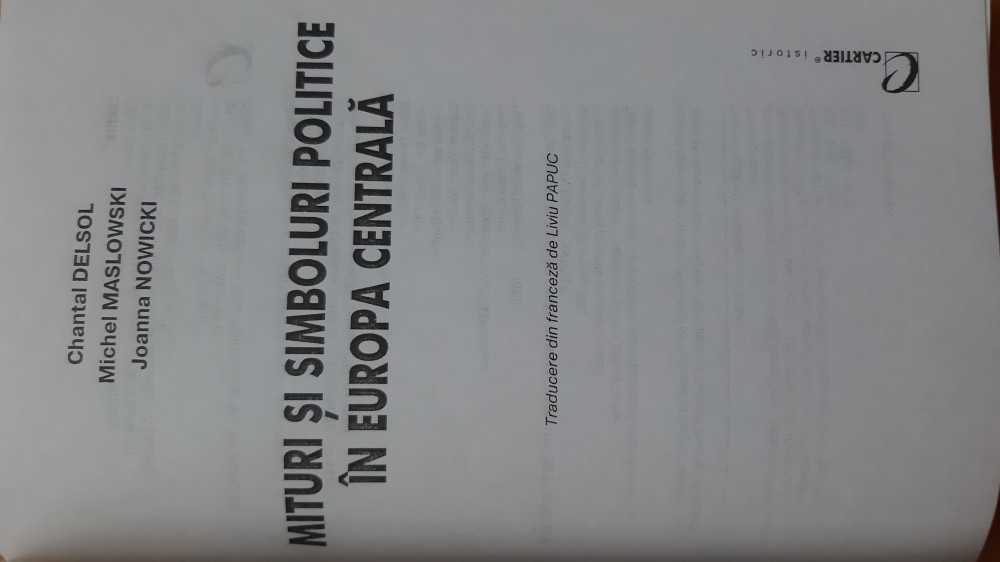 Chantal DELSOL
Michel MASLOWSKI
Joanna NOWICKI
MITURI ȘI SIMBOLURI POLITICE
ÎN EUROPA CENTRALĂ
Traducere din franceză de Liviu PAPUC
CARTIER® istoric